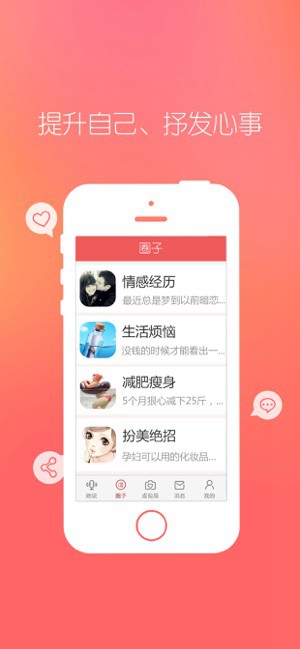 提升自己、抒发心事
圈子
情感经历
最近总是梦到以前暗恋...
生活烦恼
没钱的时候才能看出一...
减肥瘦身
5个月狠心减下25斤，...
扮美绝招
孕妇可以用的化妆品...
圈子
消息
我的